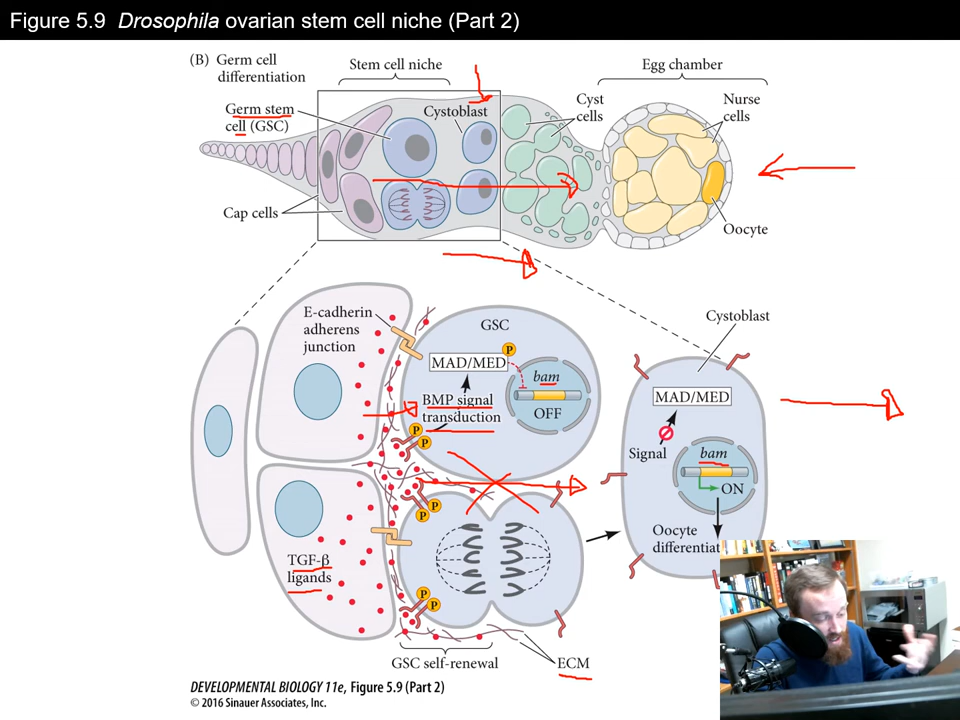 Figure 5.9 Drosophila ovarian stem cell niche (Part 2)
(B) Germ cell
differentiation
Stem cell niche
Egg chamber
Germ stem
cell (GSC)
Cystoblast
Cyst
cells
Nurse
cells
Cap cells
Oocyte
E-cadherin
adherens
junction
GSC
Cystoblast
P
MAD/MED
bam
OFF
BMP signal
transduction
P
P
MAD/MED
Signal
bam
ON
P
P
Oocyte
differentiat
TGF-β
ligands
P
P
GSC self-renewal
ECM
DEVELOPMENTAL BIOLOGY 11e, Figure 5.9 (Part 2)
© 2016 Sinauer Associates, Inc.